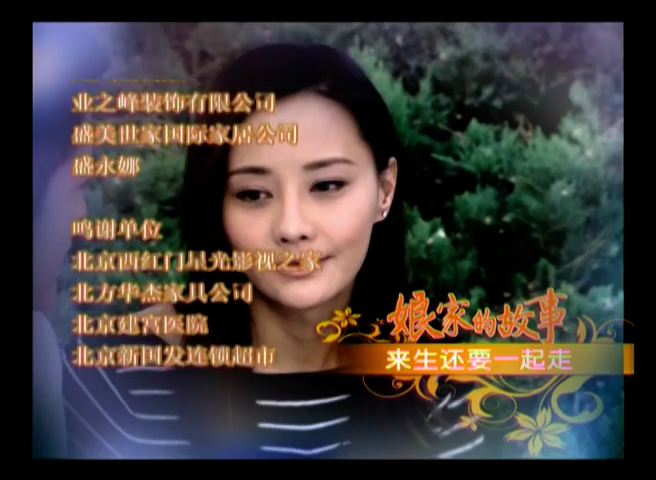 业之峰装饰有限公司
盛美世家国际家居公司
盛永娜
鸣谢单位
北京西红门星光影视之家
北方华杰家具公司
北京建宫医院
北京新国发连锁超市
娘家的故事
来生还要一起走